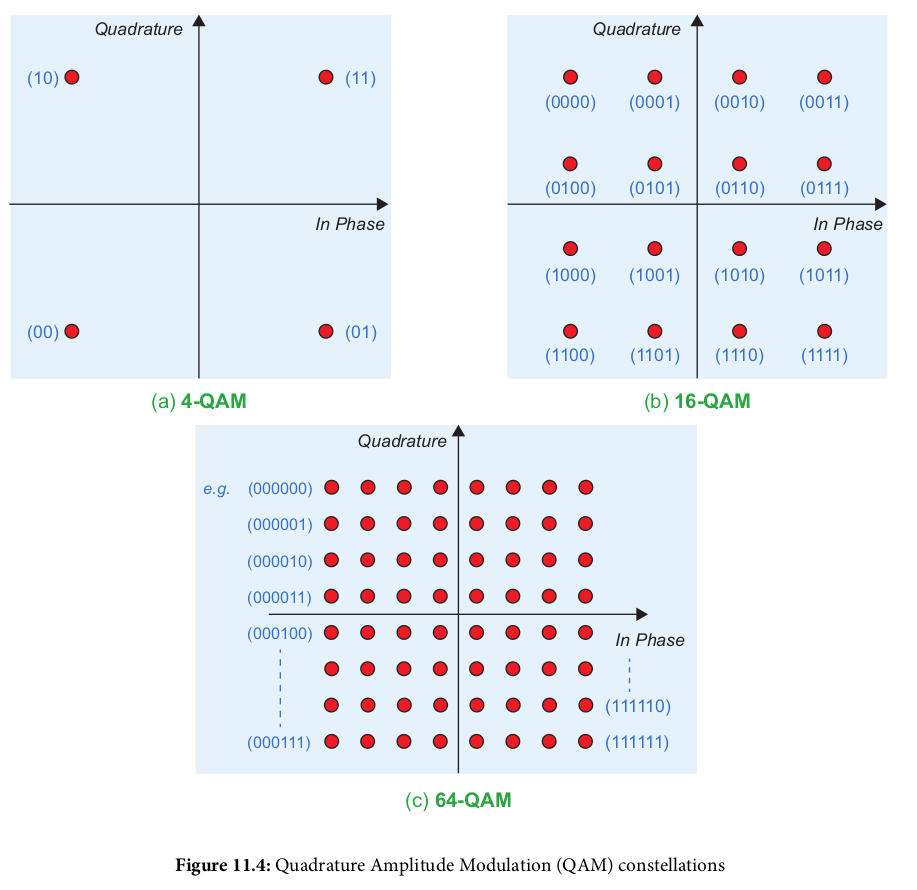 Quadrature
(10)
(11)
In Phase
(00)
(01)
(a) 4-QAM
Quadrature
(0000) (0001) (0010) (0011)
(0100) (0101) (0110) (0111)
In Phase
(1000) (1001) (1010) (1011)
(1100) (1101) (1110) (1111)
(b) 16-QAM
Quadrature
e.g. (000000)
(000001)
(000010)
(000011)
(000100)
In Phase
(111110)
(000111)
(111111)
(c) 64-QAM
Figure 11.4: Quadrature Amplitude Modulation (QAM) constellations